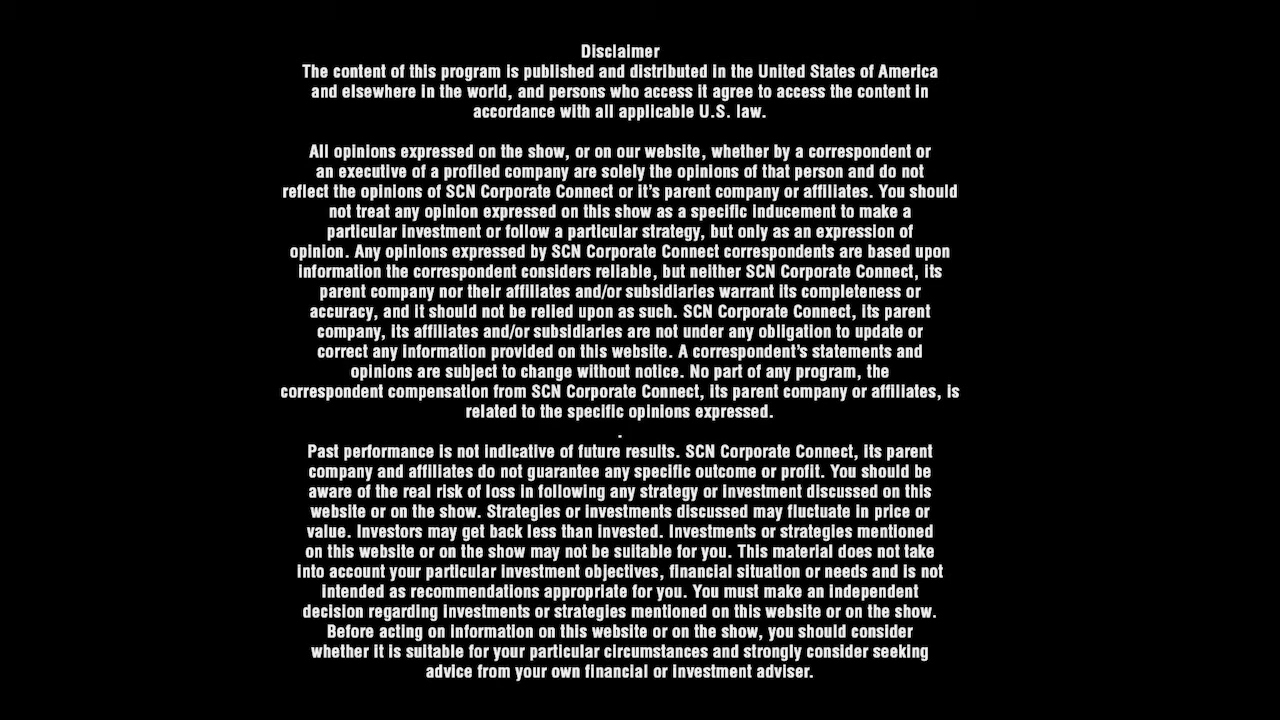 Disclaimer
The content of this program is published and distributed in the United States of America
and elsewhere in the world, and persons who access it agree to access the content in
accordance with all applicable U.S. law.
All opinions expressed on the show, or on our website, whether by a correspondent or
an executive of a profiled company are solely the opinions of that person and do not
reflect the opinions of SCN Corporate Connect or it's parent company or affiliates. You should
not treat any opinion expressed on this show as a specific inducement to make a
particular investment or follow a particular strategy, but only as an expression of
opinion. Any opinions expressed by SCN Corporate Connect correspondents are based upon
information the correspondent considers reliable, but neither SCN Corporate Connect, its
parent company nor their affiliates and/or subsidiaries warrant its completeness or
accuracy, and it should not be relied upon as such. SCN Corporate Connect, its parent
company, its affiliates and/or subsidiaries are not under any obligation to update or
correct any information provided on this website. A correspondent's statements and
opinions are subject to change without notice. No part of any program, the
correspondent compensation from SCN Corporate Connect, its parent company or affiliates, is
related to the specific opinions expressed.
.
Past performance is not indicative of future results. SCN Corporate Connect, its parent
company and affiliates do not guarantee any specific outcome or profit. You should be
aware of the real risk of loss in following any strategy or investment discussed on this
website or on the show. Strategies or investments discussed may fluctuate in price or
value. Investors may get back less than invested. Investments or strategies mentioned
on this website or on the show may not be suitable for you. This material does not take
into account your particular investment objectives, financial situation or needs and is not
intended as recommendations appropriate for you. You must make an independent
decision regarding investments or strategies mentioned on this website or on the show.
Before acting on information on this website or on the show, you should consider
whether it is suitable for your particular circumstances and strongly consider seeking
advice from your own financial or investment adviser.